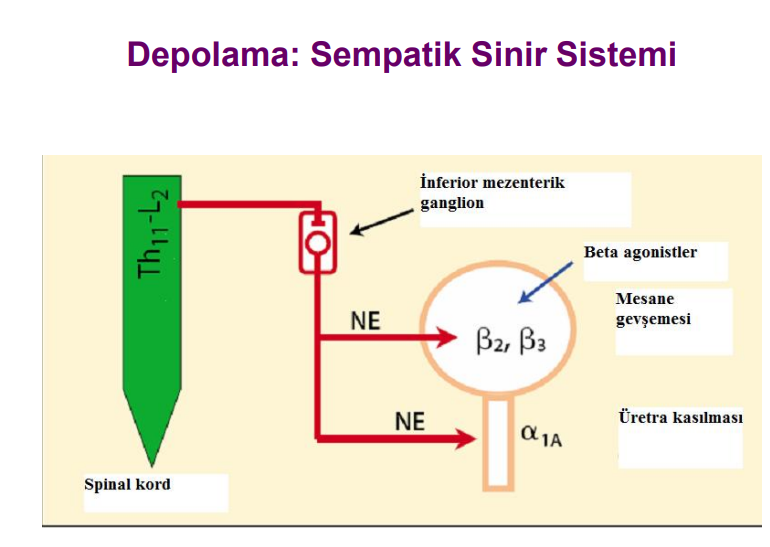 Depolama: Sempatik Sinir Sistemi
İnferior mezenterik
ganglion
Th11-L2
Beta agonistler
Mesane
gevşemesi
NE
β2, β3
Üretra kasılması
NE
α1A
Spinal kord